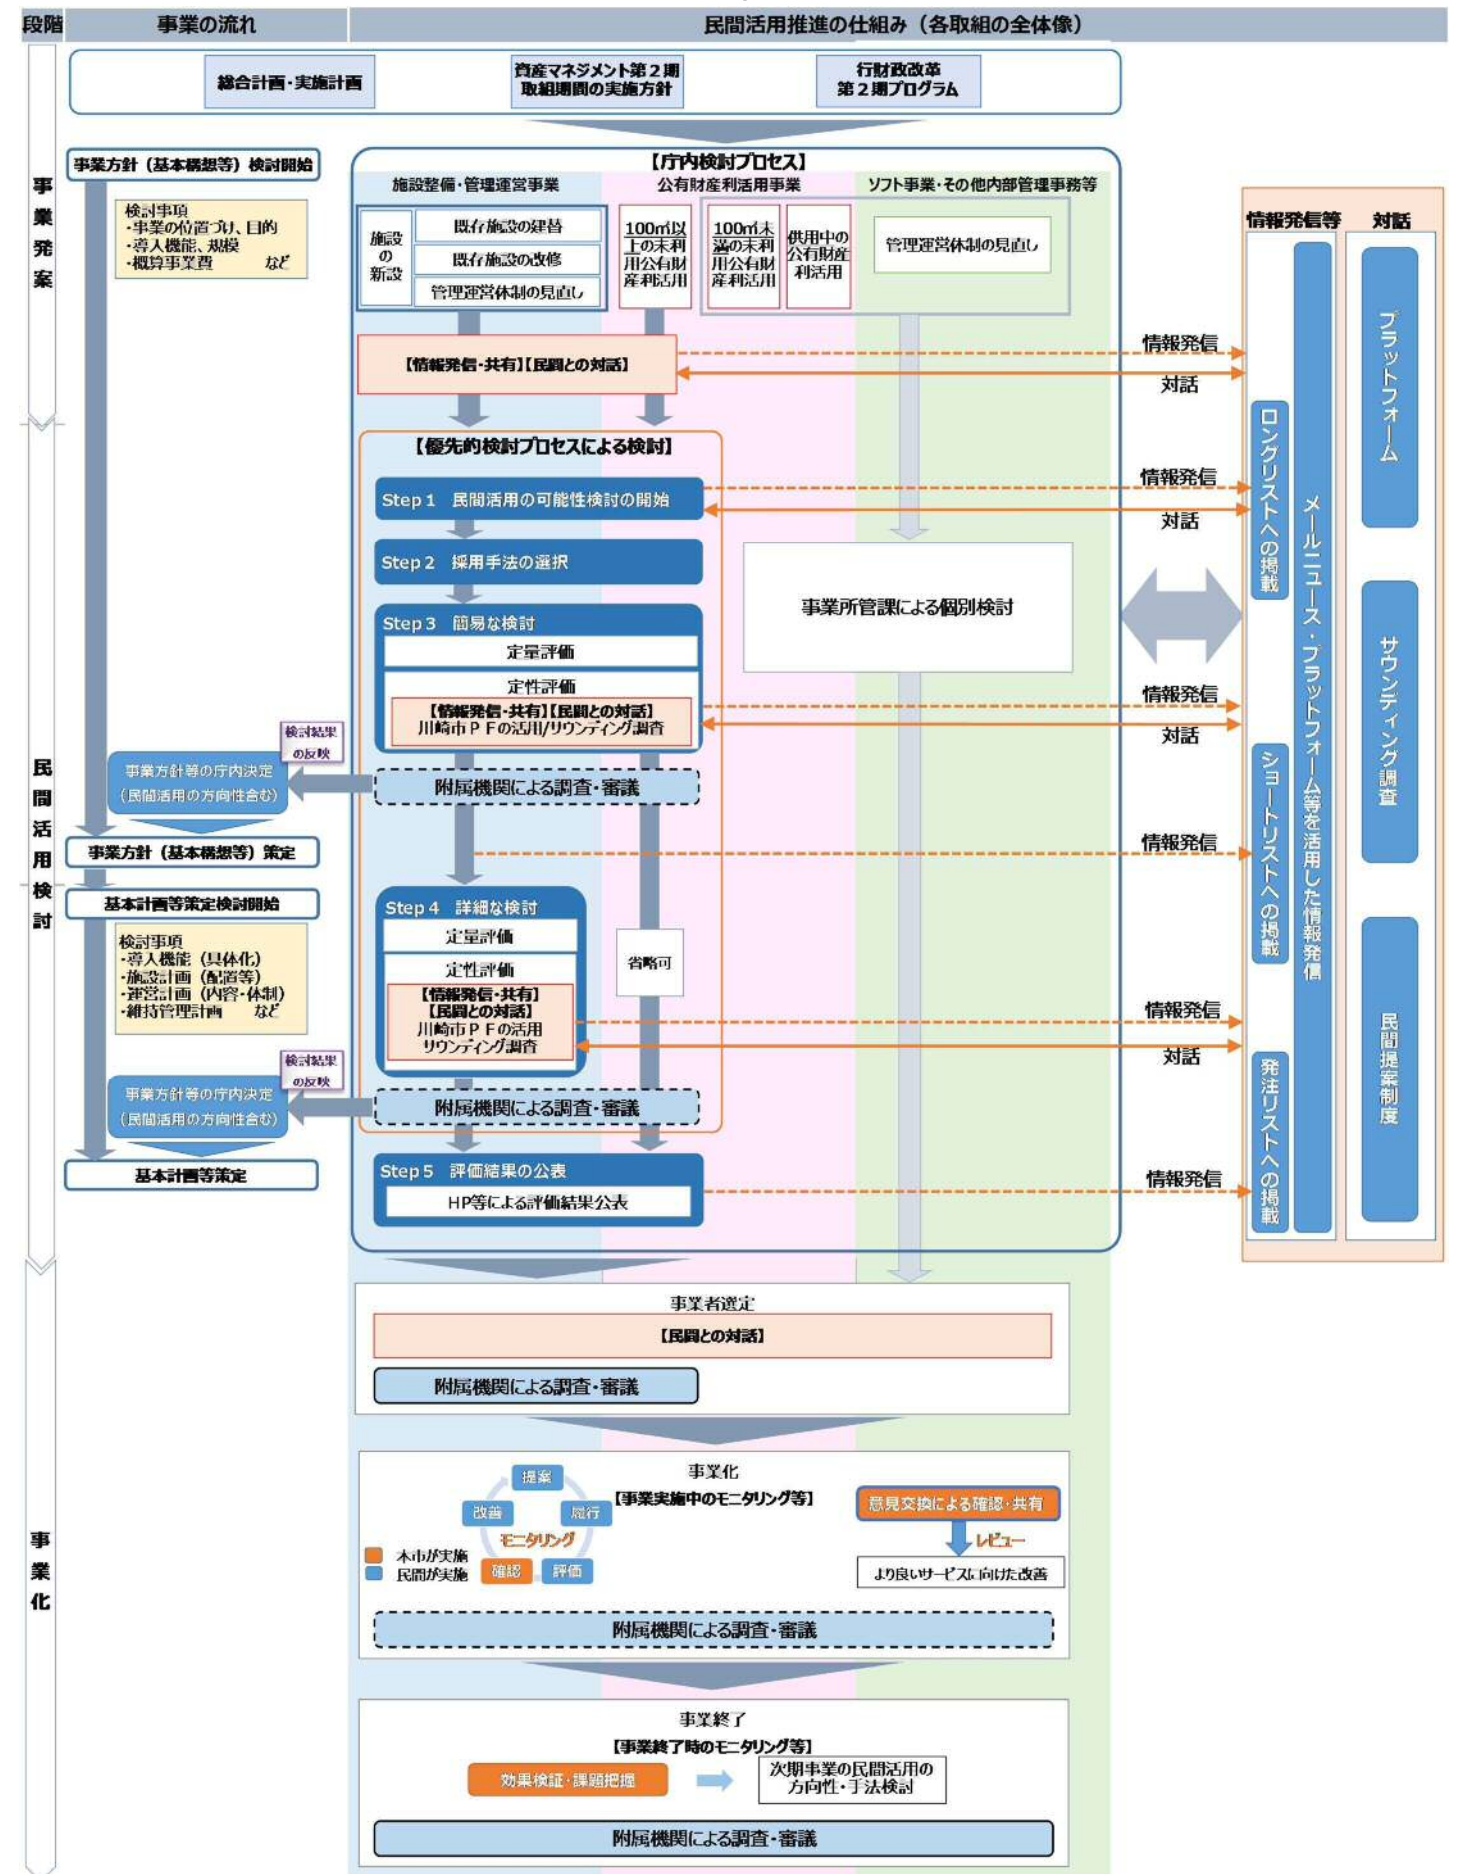 段階
事業の流れ
民間活用推進の仕組み（各取組の全体像）
総合計画・実施計画
資産マネジメント第２期
取組期間の実施方針
行財政改革
第２期プログラム
事業発案
事業方針（基本構想等）検討開始
検討事項
・事業の位置づけ、目的
・導入機能、規模
・概算事業費　　など
【庁内検討プロセス】
施設整備・管理運営事業
公有財産利活用事業
ソフト事業・その他内部管理事務等
施設
の
新設
既存施設の建替
既存施設の改修
管理運営体制の見直し
100㎡以
上の未利
用公有財
産利活用
100㎡未
満の未利
用公有財
産利活用
供用中の
公有財産
利活用
管理運営体制の見直し
情報発信等
対話
【情報発信・共有】【民間との対話】
情報発信
対話
【優先的検討プロセスによる検討】
Step１　民間活用の可能性検討の開始
情報発信
対話
Step２　採用手法の選択
Step３　簡易な検討
定量評価
定性評価
【情報発信・共有】【民間との対話】
川崎市ＰＦの活用/サウンディング調査
事業所管課による個別検討
情報発信
対話
民間活用検討
検討結果
の反映
事業方針等の庁内決定
（民間活用の方向性含む）
附属機関による調査・審議
事業方針（基本構想等）策定
情報発信
基本計画等策定検討開始
検討事項
・導入機能（具体化）
・施設計画（配置等）
・運営計画（内容・体制）
・維持管理計画　　など
Step４　詳細な検討
定量評価
定性評価
【情報発信・共有】
【民間との対話】
川崎市ＰＦの活用
サウンディング調査
省略可
情報発信
対話
検討結果
の反映
事業方針等の庁内決定
（民間活用の方向性含む）
附属機関による調査・審議
基本計画等策定
Step５　評価結果の公表
HP等による評価結果公表
情報発信
ロングリストへの掲載
ショートリストへの掲載
発注リストへの掲載
メールニュース・プラットフォーム等を活用した情報発信
プラットフォーム
サウンディング調査
民間提案制度
事業者選定
【民間との対話】
附属機関による調査・審議
事業化
事業化
【事業実施中のモニタリング等】
提案
改善
履行
モニタリング
確認
評価
本市が実施
民間が実施
意見交換による確認・共有
レビュー
より良いサービスに向けた改善
附属機関による調査・審議
事業終了
【事業終了時のモニタリング等】
効果検証・課題把握
次期事業の民間活用の
方向性・手法検討
附属機関による調査・審議